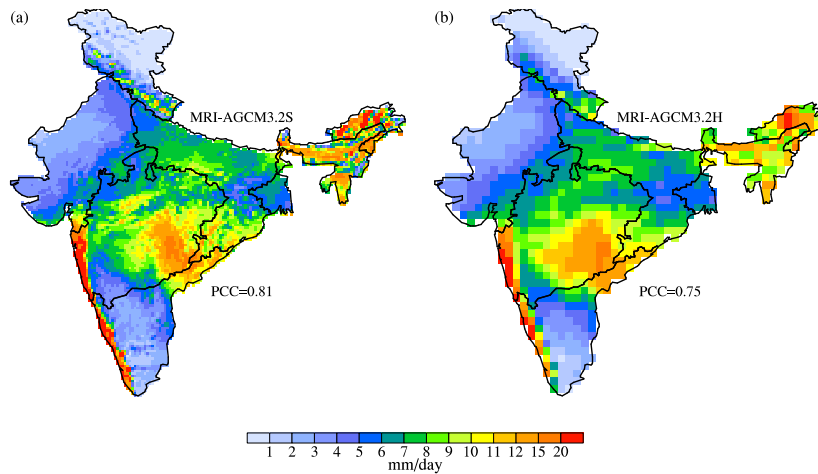 (a)
(b)
MRI-AGCM3.2S
MRI-AGCM3.2H
PCC=0.81
PCC=0.75
1 2 3 4 5 6 7 8 9 10 11 12 15 20
mm/day